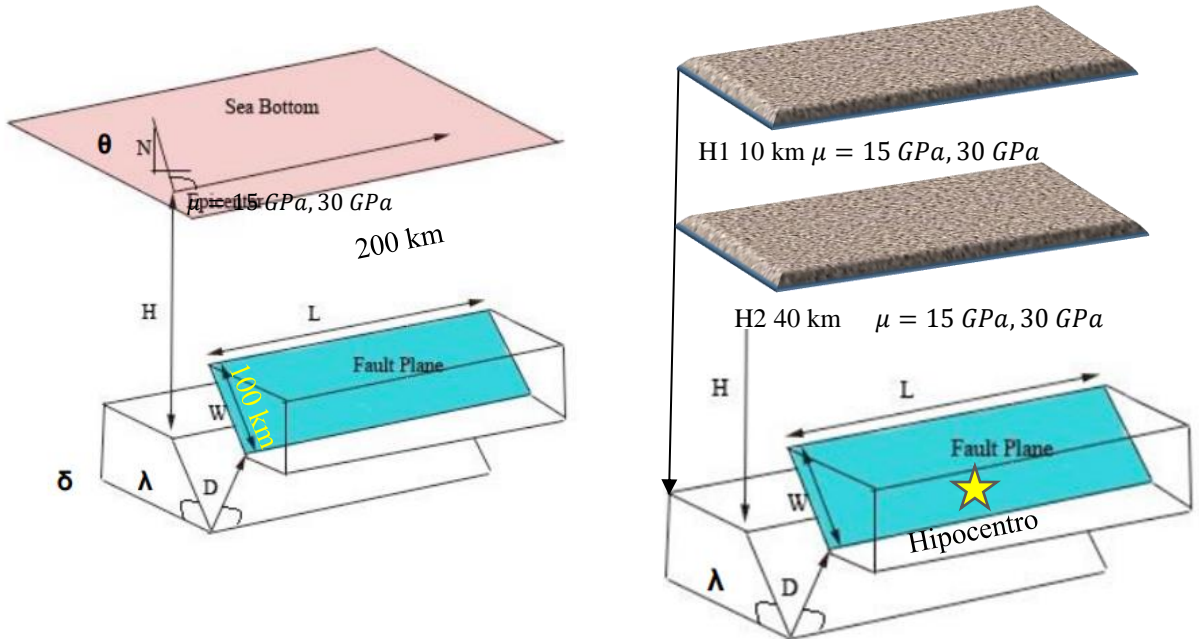 Sea Bottom
θ
N
Epicenter
μ = 15 GPa, 30 GPa
200 km
H
L
Fault Plane
100 km
W
δ
λ
D
H1 10 km μ = 15 GPa, 30 GPa
H2 40 km μ = 15 GPa, 30 GPa
H
L
Fault Plane
W
Hipocentro
λ
D